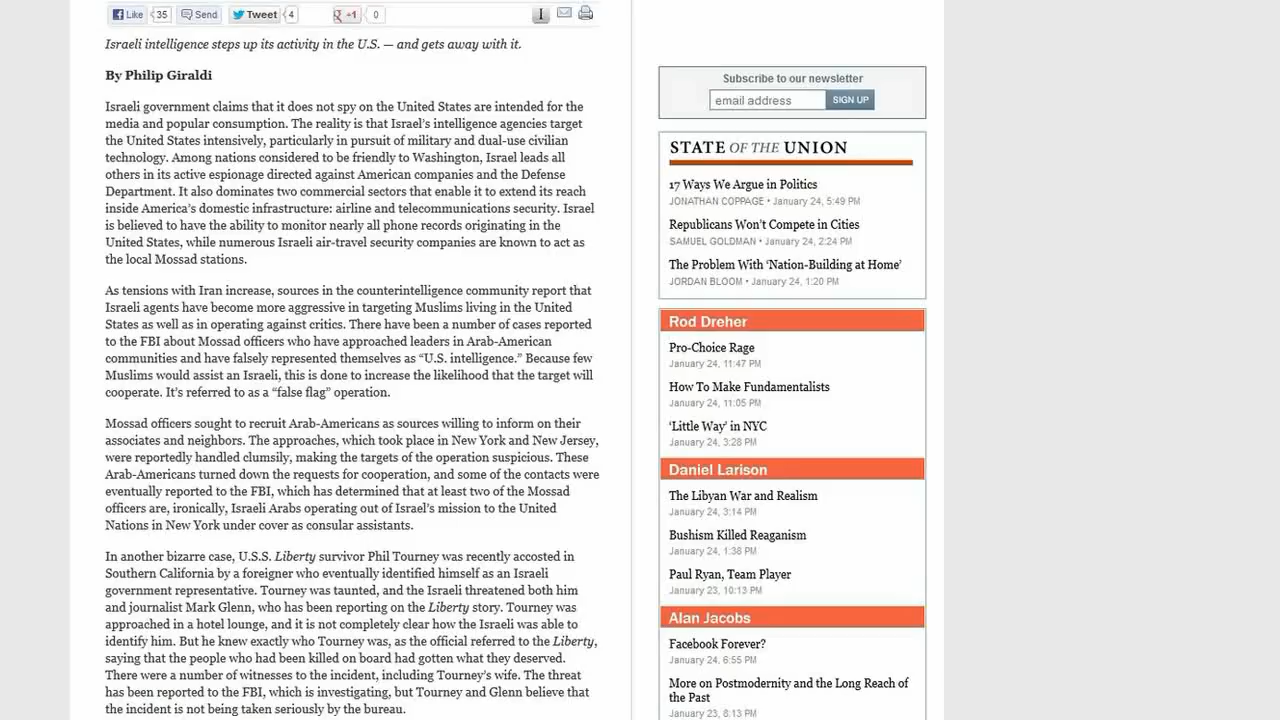 Like 35 Send Tweet 4 +1 0
Israeli intelligence steps up its activity in the U.S. — and gets away with it.
By Philip Giraldi
Israeli government claims that it does not spy on the United States are intended for the
media and popular consumption. The reality is that Israel's intelligence agencies target
the United States intensively, particularly in pursuit of military and dual-use civilian
technology. Among nations considered to be friendly to Washington, Israel leads all
others in its active espionage directed against American companies and the Defense
Department. It also dominates two commercial sectors that enable it to extend its reach
inside America's domestic infrastructure: airline and telecommunications security. Israel
is believed to have the ability to monitor nearly all phone records originating in the
United States, while numerous Israeli air-travel security companies are known to act as
the local Mossad stations.
As tensions with Iran increase, sources in the counterintelligence community report that
Israeli agents have become more aggressive in targeting Muslims living in the United
States as well as in operating against critics. There have been a number of cases reported
to the FBI about Mossad officers who have approached leaders in Arab-American
communities and have falsely represented themselves as “U.S. intelligence.” Because few
Muslims would assist an Israeli, this is done to increase the likelihood that the target will
cooperate. It's referred to as a “false flag” operation.
Mossad officers sought to recruit Arab-Americans as sources willing to inform on their
associates and neighbors. The approaches, which took place in New York and New Jersey,
were reportedly handled clumsily, making the targets of the operation suspicious. These
Arab-Americans turned down the requests for cooperation, and some of the contacts were
eventually reported to the FBI, which has determined that at least two of the Mossad
officers are, ironically, Israeli Arabs operating out of Israel's mission to the United
Nations in New York under cover as consular assistants.
In another bizarre case, U.S.S. Liberty survivor Phil Tourney was recently accosted in
Southern California by a foreigner who eventually identified himself as an Israeli
government representative. Tourney was taunted, and the Israeli threatened both him
and journalist Mark Glenn, who has been reporting on the Liberty story. Tourney was
approached in a hotel lounge, and it is not completely clear how the Israeli was able to
identify him. But he knew exactly who Tourney was, as the official referred to the Liberty,
saying that the people who had been killed on board had gotten what they deserved.
There were a number of witnesses to the incident, including Tourney's wife. The threat
has been reported to the FBI, which is investigating, but Tourney and Glenn believe that
the incident is not being taken seriously by the bureau.
Subscribe to our newsletter
email address SIGN UP
STATE OF THE UNION
17 Ways We Argue in Politics
JONATHAN COPPAGE • January 24, 5:49 PM
Republicans Won't Compete in Cities
SAMUEL GOLDMAN • January 24, 2:24 PM
The Problem With ‘Nation-Building at Home’
JORDAN BLOOM • January 24, 1:20 PM
Rod Dreher
Pro-Choice Rage
January 24, 11:47 PM
How To Make Fundamentalists
January 24, 11:05 PM
‘Little Way’ in NYC
January 24, 3:28 PM
Daniel Larison
The Libyan War and Realism
January 24, 3:14 PM
Bushism Killed Reaganism
January 24, 1:38 PM
Paul Ryan, Team Player
January 23, 10:13 PM
Alan Jacobs
Facebook Forever?
January 24, 6:55 PM
More on Postmodernity and the Long Reach of
the Past
January 23, 8:13 PM